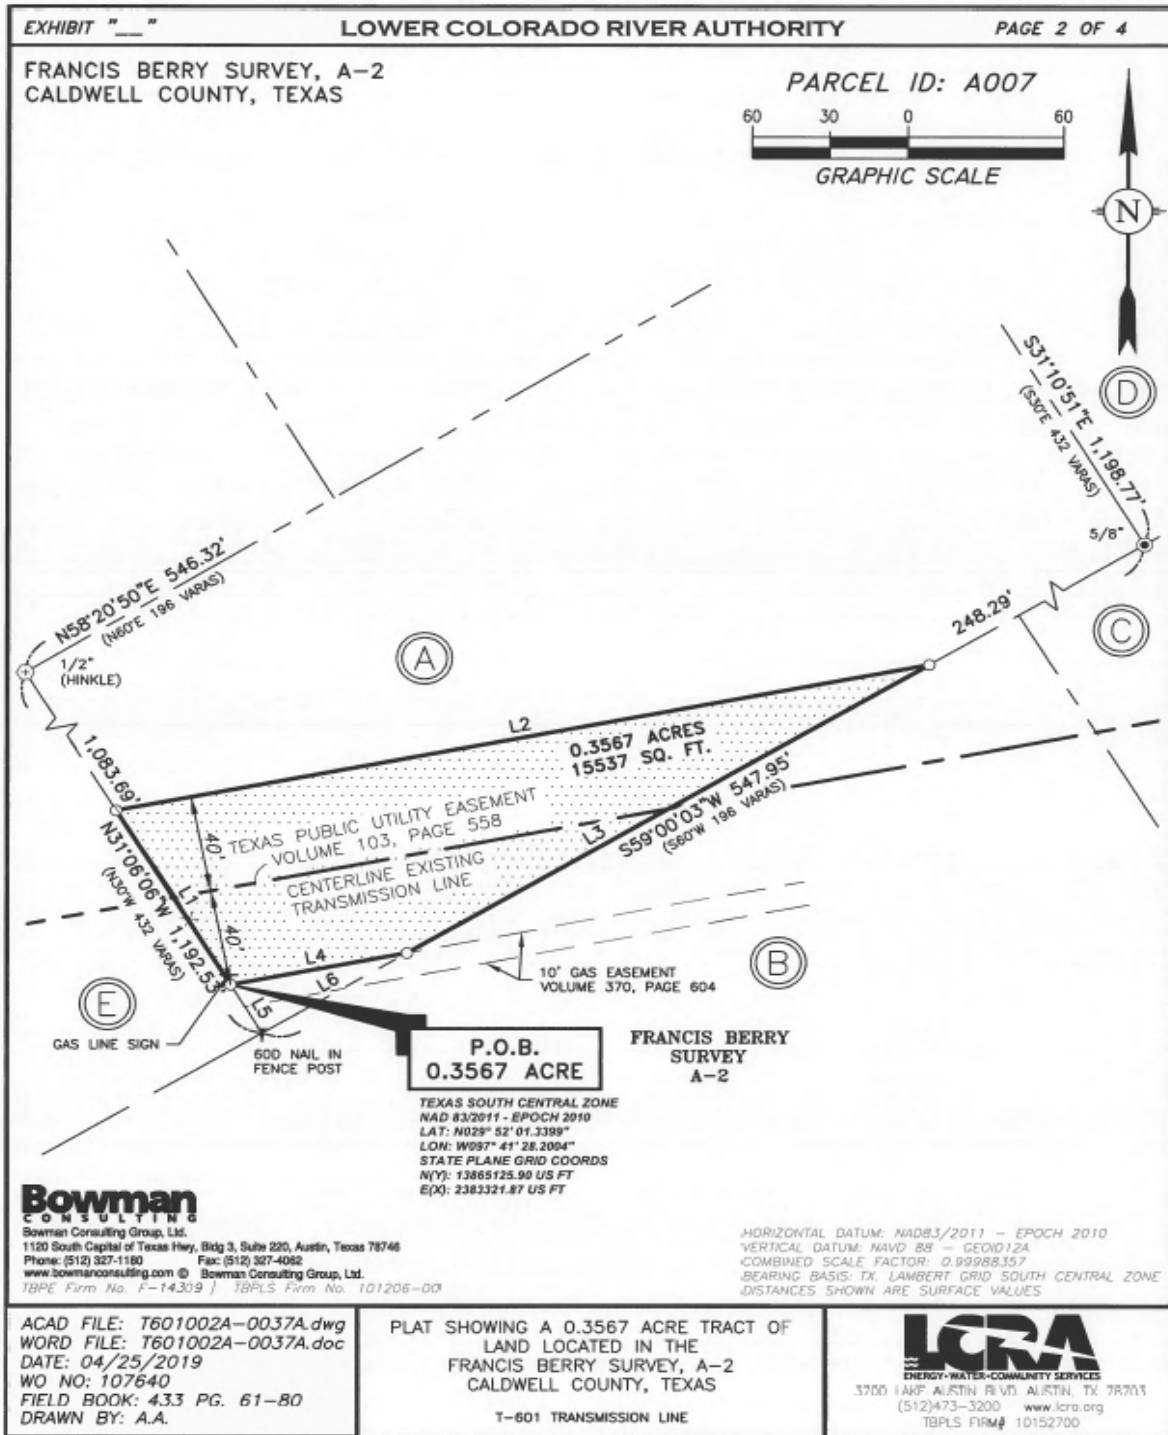 EXHIBIT "__"
LOWER COLORADO RIVER AUTHORITY
PAGE 2 OF 4
FRANCIS BERRY SURVEY, A-2
CALDWELL COUNTY, TEXAS
PARCEL ID: A007
60 30 0 60
GRAPHIC SCALE
N
S31°10'51"E 1,198.77'
(S30°E 432 VARAS)
D
5/8"
N58°20'50"E 546.32'
(N60°E 196 VARAS)
1/2"
(HINKLE)
A
248.29'
C
L2
0.3567 ACRES
15537 SQ. FT.
1,083.69'
S59°00'03"W 547.95'
(S60°W 196 VARAS)
L3
TEXAS PUBLIC UTILITY EASEMENT
VOLUME 103, PAGE 558
40'
CENTERLINE EXISTING
TRANSMISSION LINE
N31°06'06"W 1,192.53'
(N30°W 432 VARAS)
L1
40'
L4
L6
L5
E
B
10' GAS EASEMENT
VOLUME 370, PAGE 604
GAS LINE SIGN
60D NAIL IN
FENCE POST
P.O.B.
0.3567 ACRE
FRANCIS BERRY
SURVEY
A-2
TEXAS SOUTH CENTRAL ZONE
NAD 83/2011 - EPOCH 2010
LAT: N029° 52' 01.3399"
LON: W097° 41' 28.2004"
STATE PLANE GRID COORDS
N(Y): 13865125.90 US FT
E(X): 2383321.87 US FT
Bowman
CONSULTING
Bowman Consulting Group, Ltd.
1120 South Capital of Texas Hwy, Bldg 3, Suite 220, Austin, Texas 78746
Phone: (512) 327-1180 Fax: (512) 327-4062
www.bowmanconsulting.com © Bowman Consulting Group, Ltd.
TBPE Firm No. F-14309 | TBPLS Firm No. 101206-00
HORIZONTAL DATUM: NAD83/2011 - EPOCH 2010
VERTICAL DATUM: NAVD 88 - GEOID12A
COMBINED SCALE FACTOR: 0.99988357
BEARING BASIS: TX. LAMBERT GRID SOUTH CENTRAL ZONE
DISTANCES SHOWN ARE SURFACE VALUES
ACAD FILE: T601002A-0037A.dwg
WORD FILE: T601002A-0037A.doc
DATE: 04/25/2019
WO NO: 107640
FIELD BOOK: 433 PG. 61-80
DRAWN BY: A.A.
PLAT SHOWING A 0.3567 ACRE TRACT OF
LAND LOCATED IN THE
FRANCIS BERRY SURVEY, A-2
CALDWELL COUNTY, TEXAS
T-601 TRANSMISSION LINE
LCRA
ENERGY•WATER•COMMUNITY SERVICES
3700 LAKE AUSTIN BLVD. AUSTIN, TX 78703
(512)473-3200 www.lcra.org
TBPLS FIRM# 10152700